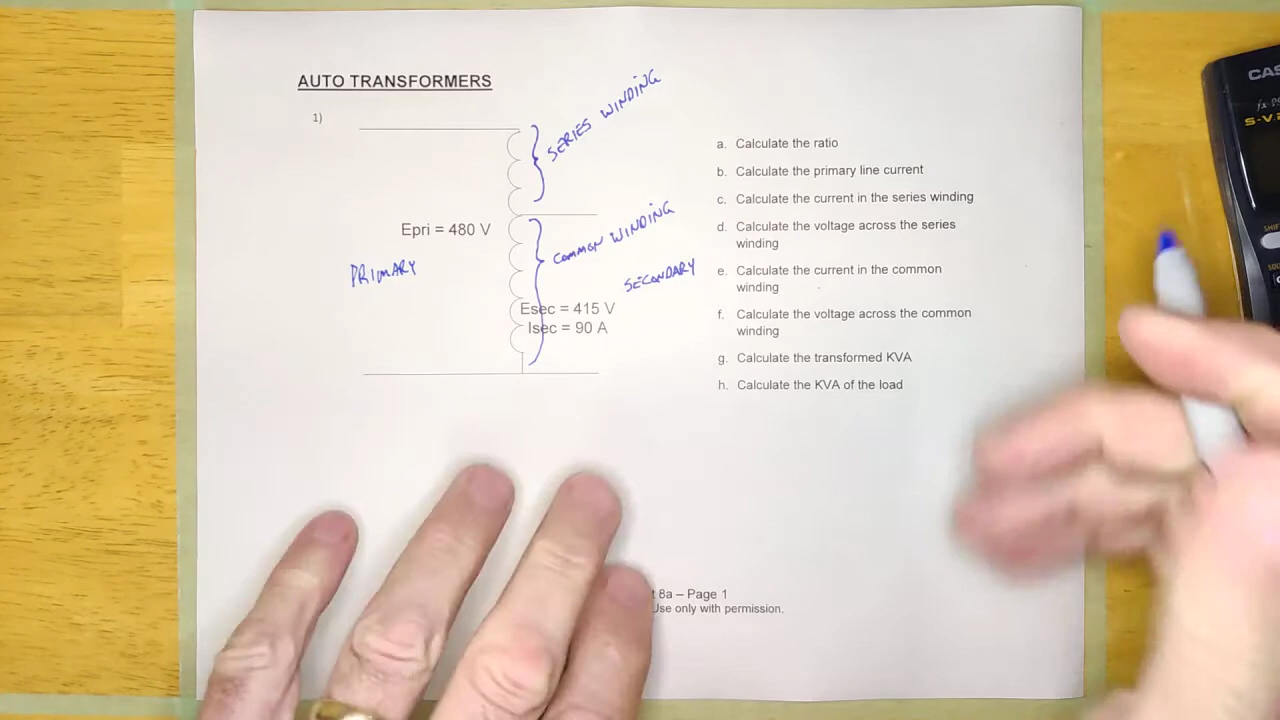 AUTO TRANSFORMERS
1)
SERIES WINDING
Epri = 480 V
COMMON WINDING
PRIMARY
SECONDARY
Esec = 415 V
Isec = 90 A
a. Calculate the ratio
b. Calculate the primary line current
c. Calculate the current in the series winding
d. Calculate the voltage across the series
winding
e. Calculate the current in the common
winding
f. Calculate the voltage across the common
winding
g. Calculate the transformed KVA
h. Calculate the KVA of the load
8a – Page 1
Use only with permission.
CAS
S-V.
SHIF